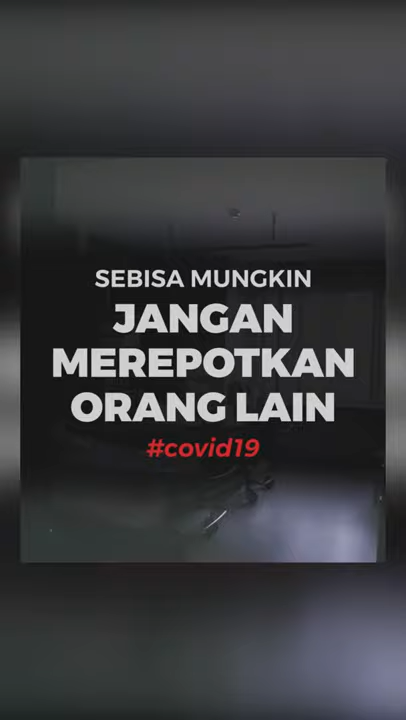 SEBISA MUNGKIN
JANGAN
MEREPOTKAN
ORANG LAIN
#covid19